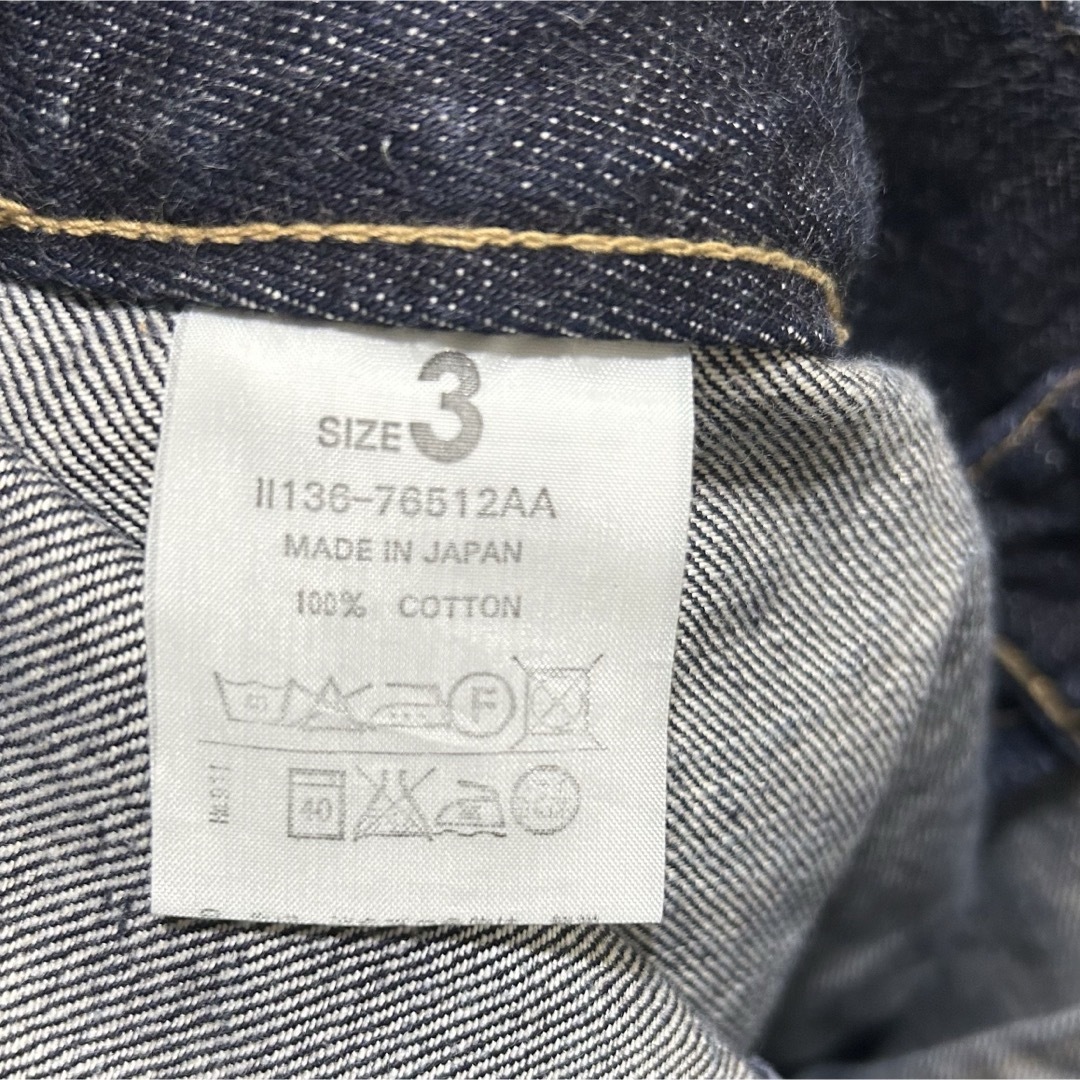 SIZE 3
II136-76512AA
MADE IN JAPAN
100% COTTON
F
40